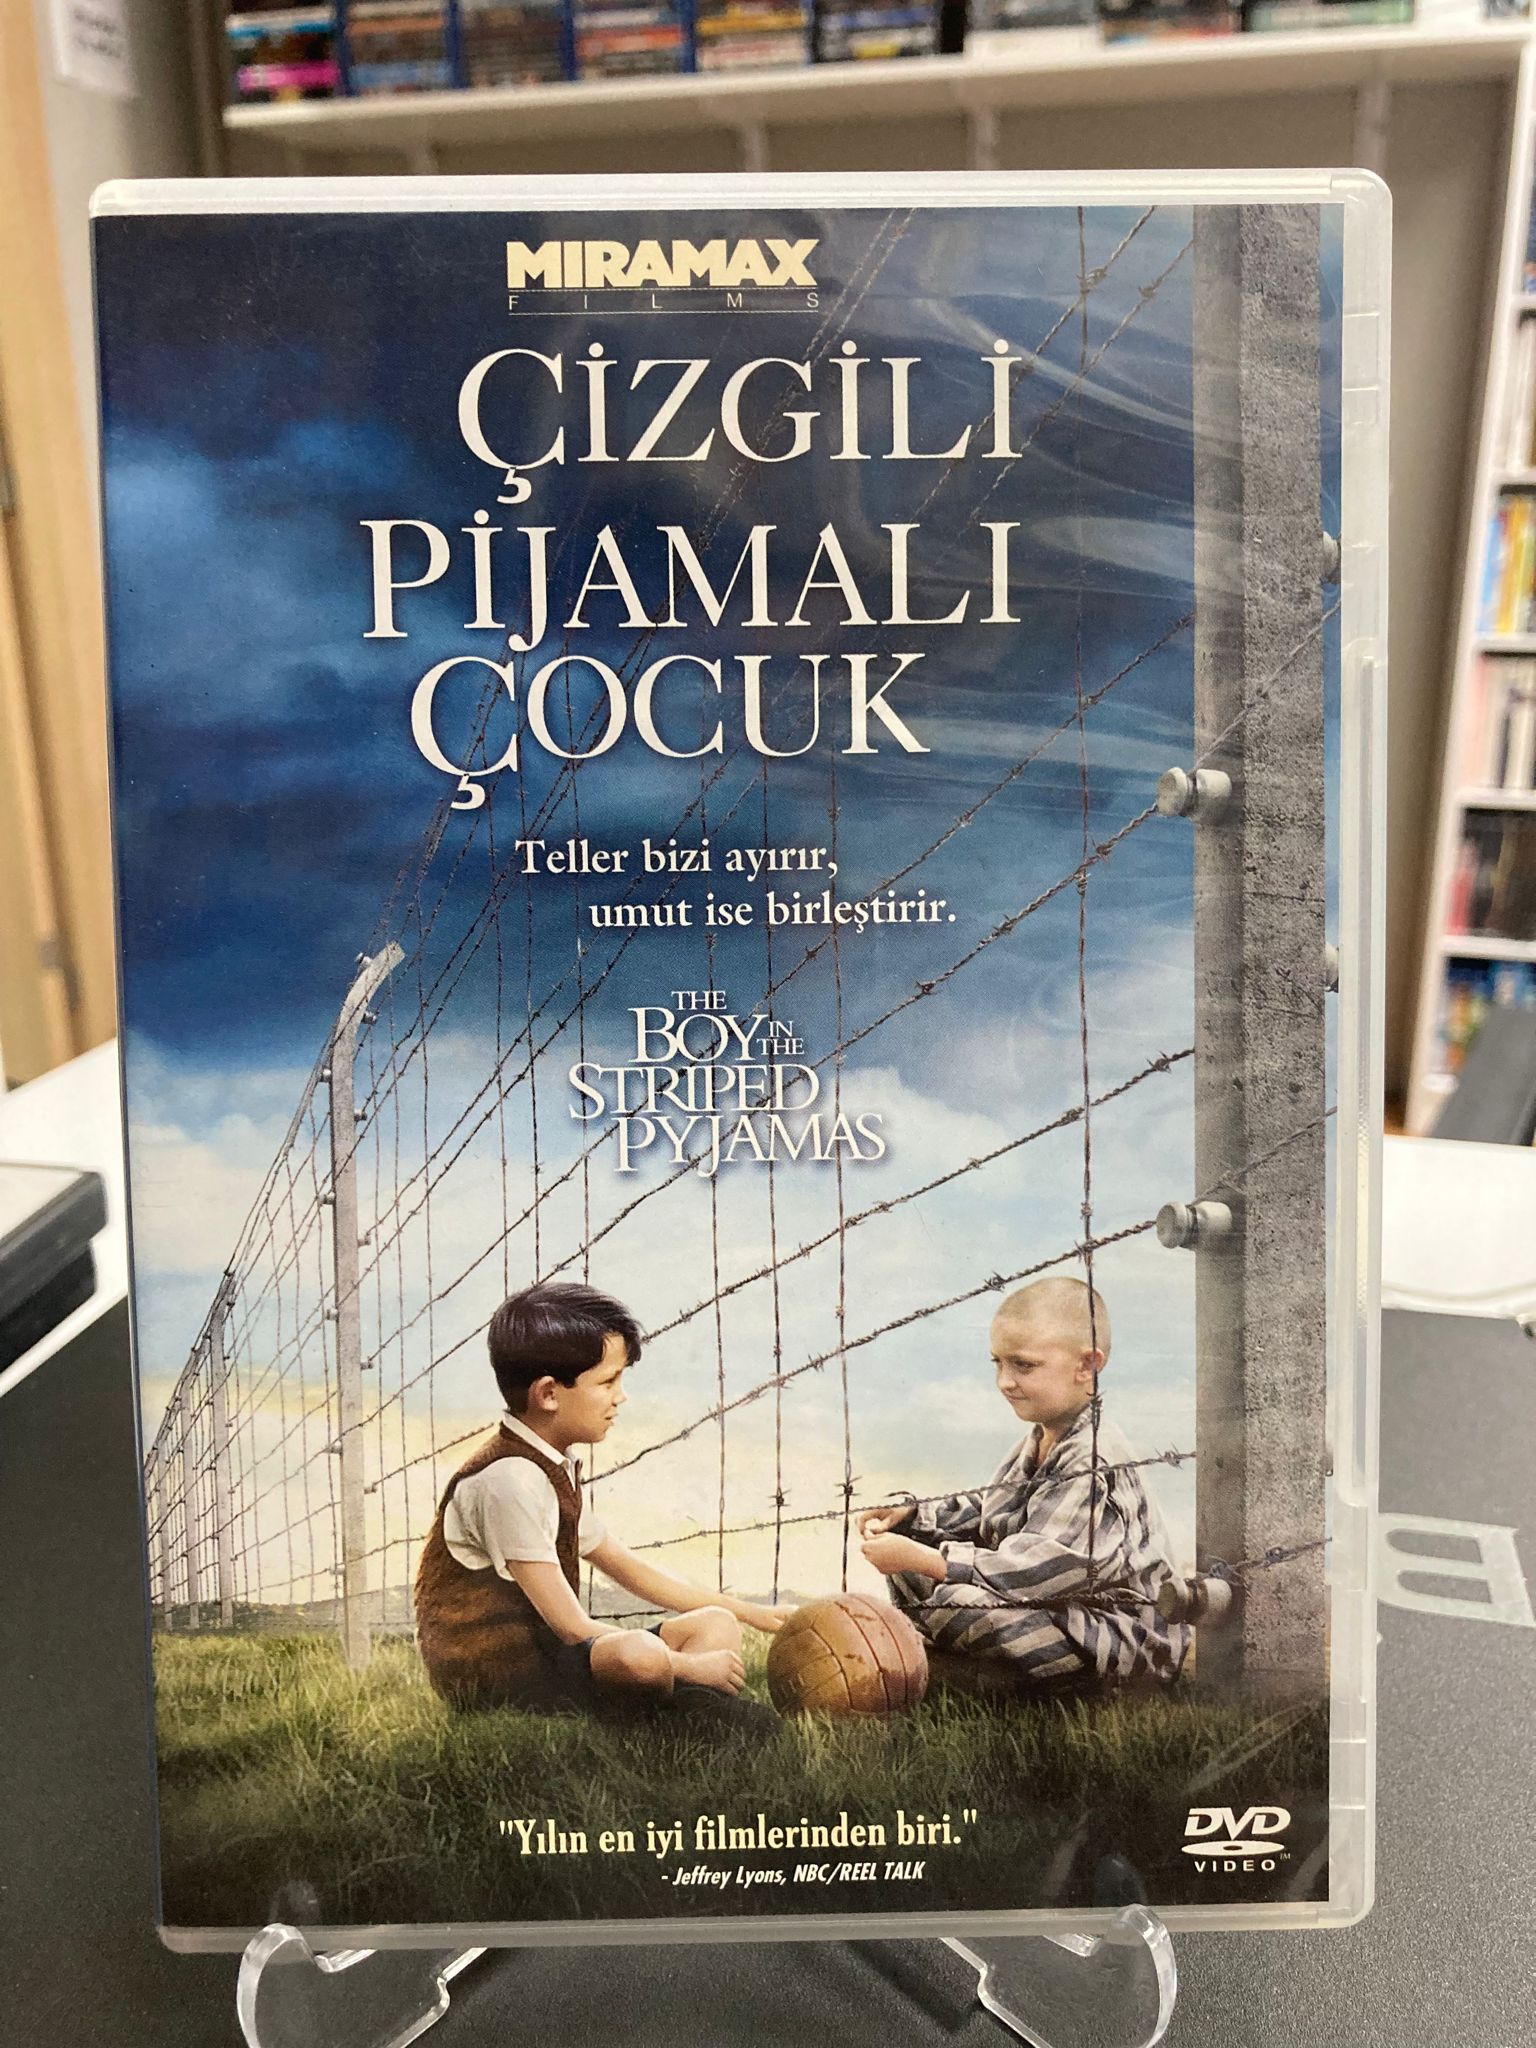 MIRAMAX
FILMS
ÇİZGİLİ
PİJAMALI
ÇOCUK
Teller bizi ayırır,
umut ise birleştirir.
THE
BOY IN THE
STRIPED
PYJAMAS
"Yılın en iyi filmlerinden biri."
- Jeffrey Lyons, NBC/REEL TALK
DVD
VIDEO™